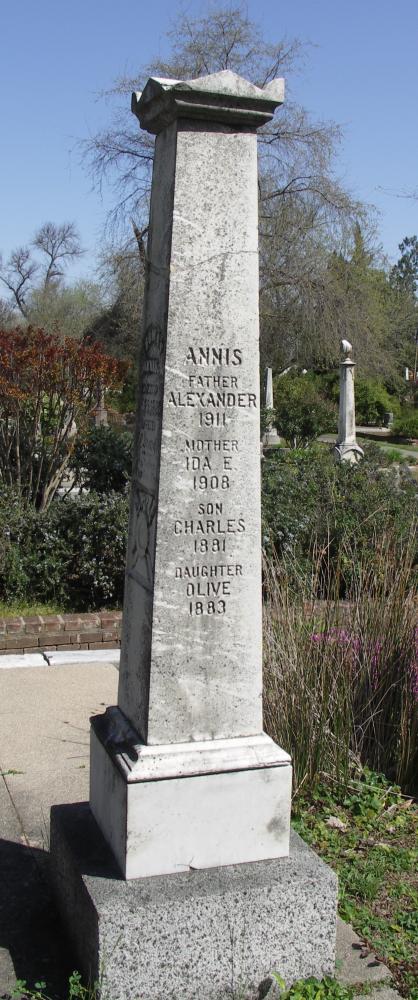 ANNIS
FATHER
ALEXANDER
1911
MOTHER
IDA E.
1908
SON
CHARLES
1881
DAUGHTER
OLIVE
1883